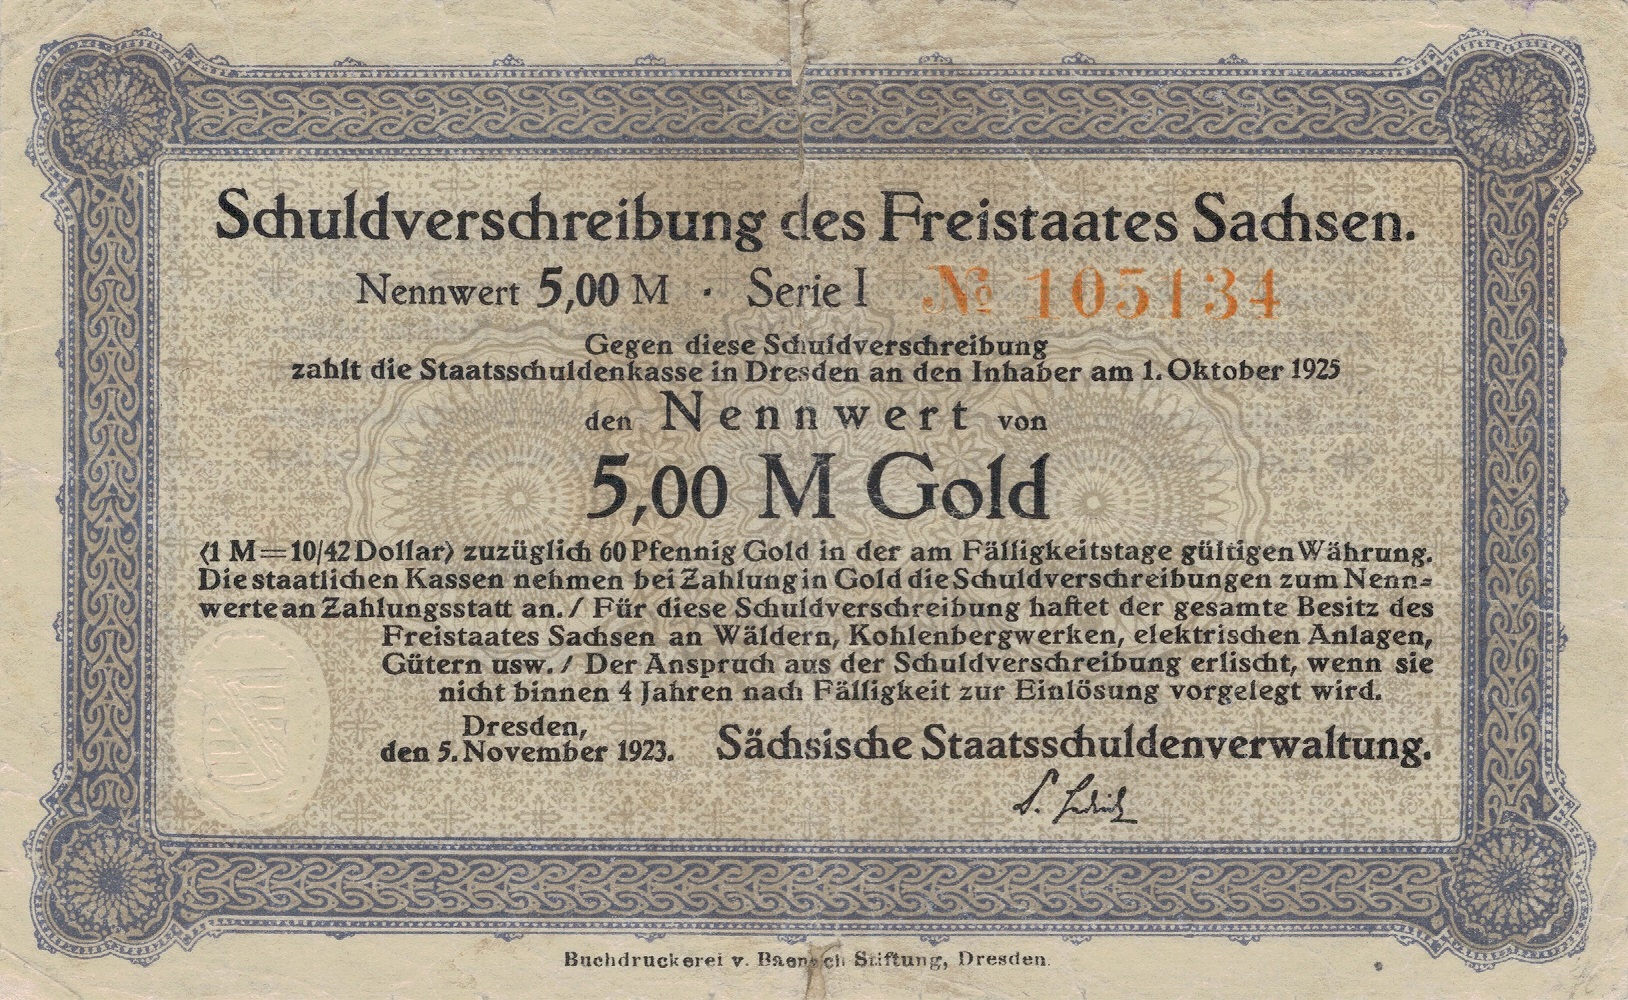 Schuldverschreibung des Freistaates Sachsen.
Nennwert 5,00 M · Serie I № 105134
Gegen diese Schuldverschreibung
zahlt die Staatsschuldenkasse in Dresden an den Inhaber am 1. Oktober 1925
den Nennwert von
5,00 M Gold
(1 M = 10/42 Dollar) zuzüglich 60 Pfennig Gold in der am Fälligkeitstage gültigen Währung.
Die staatlichen Kassen nehmen bei Zahlung in Gold die Schuldverschreibungen zum Nenn=
werte an Zahlungsstatt an. / Für diese Schuldverschreibung haftet der gesamte Besitz des
Freistaates Sachsen an Wäldern, Kohlenbergwerken, elektrischen Anlagen,
Gütern usw. / Der Anspruch aus der Schuldverschreibung erlischt, wenn sie
nicht binnen 4 Jahren nach Fälligkeit zur Einlösung vorgelegt wird.
Dresden,
den 5. November 1923. Sächsische Staatsschuldenverwaltung.
Buchdruckerei v. Baensch Stiftung, Dresden.